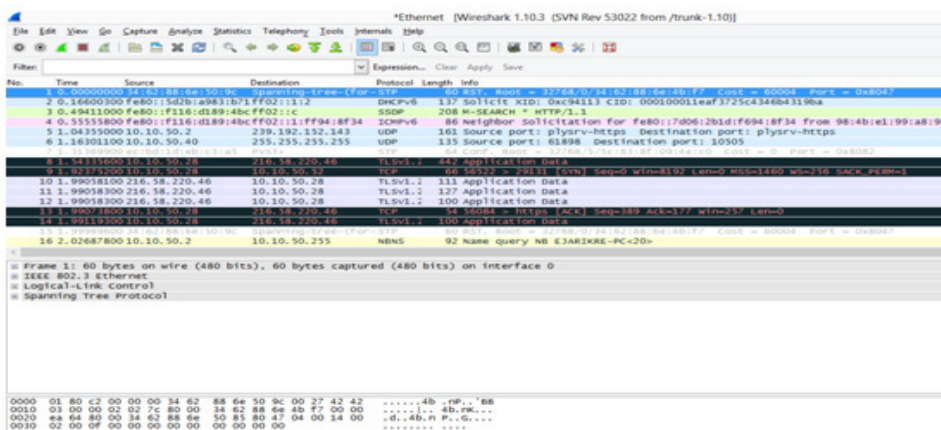 *Ethernet [Wireshark 1.10.3 (SVN Rev 53022 from /trunk-1.10)]
File Edit View Go Capture Analyze Statistics Telephony Tools Internals Help
Filter: Expression... Clear Apply Save
No. Time Source Destination Protocol Length Info
1 0.00000000 34:62:88:6e:50:9c Spanning-tree-(for-STP 60 RST. Root = 32768/0/34:62:88:6e:4b:f7 Cost = 60004 Port = 0x8047
2 0.16600300 fe80::5d2b:a983:b71ff02::1:2 DHCPv6 137 Solicit XID: 0xc94113 CID: 000100011eaf3725c4346b4319ba
3 0.49411000 fe80::f116:d189:4bcff02::c SSDP 208 M-SEARCH * HTTP/1.1
4 0.55555800 fe80::f116:d189:4bcff02::1:ff94:8f34 ICMPv6 86 Neighbor Solicitation for fe80::7d06:2b1d:f694:8f34 from 98:4b:e1:99:a8:9
5 1.04355000 10.10.50.2 239.192.152.143 UDP 161 Source port: plysrv-https Destination port: plysrv-https
6 1.16301100 10.10.50.40 255.255.255.255 UDP 135 Source port: 61898 Destination port: 10505
8 1.54335600 10.10.50.28 216.58.220.46 TLSv1.2 442 Application Data
9 1.92375200 10.10.50.28 10.10.50.52 TCP 66 56522 > 29131 [SYN] Seq=0 Win=8192 Len=0 MSS=1460 WS=256 SACK_PERM=1
10 1.99058100 216.58.220.46 10.10.50.28 TLSv1.2 111 Application Data
11 1.99058300 216.58.220.46 10.10.50.28 TLSv1.2 127 Application Data
12 1.99058300 216.58.220.46 10.10.50.28 TLSv1.2 100 Application Data
13 1.99073800 10.10.50.28 216.58.220.46 TCP 54 56084 > https [ACK] Seq=389 Ack=177 Win=257 Len=0
14 1.99119300 10.10.50.28 216.58.220.46 TLSv1.2 100 Application Data
16 2.02687800 10.10.50.2 10.10.50.255 NBNS 92 Name query NB EJARIKRE-PC<20>
Frame 1: 60 bytes on wire (480 bits), 60 bytes captured (480 bits) on interface 0
IEEE 802.3 Ethernet
Logical-Link Control
Spanning Tree Protocol
0000 01 80 c2 00 00 00 34 62 88 6e 50 9c 00 27 42 42 ......4b .nP..'BB
0010 03 00 00 02 02 7c 80 00 34 62 88 6e 4b f7 00 00 .....|.. 4b.nK...
0020 ea 64 80 00 34 62 88 6e 50 85 80 47 04 00 14 00 .d..4b.n P..G....
0030 02 00 0f 00 00 00 00 00 00 00 00 00 ........ ....